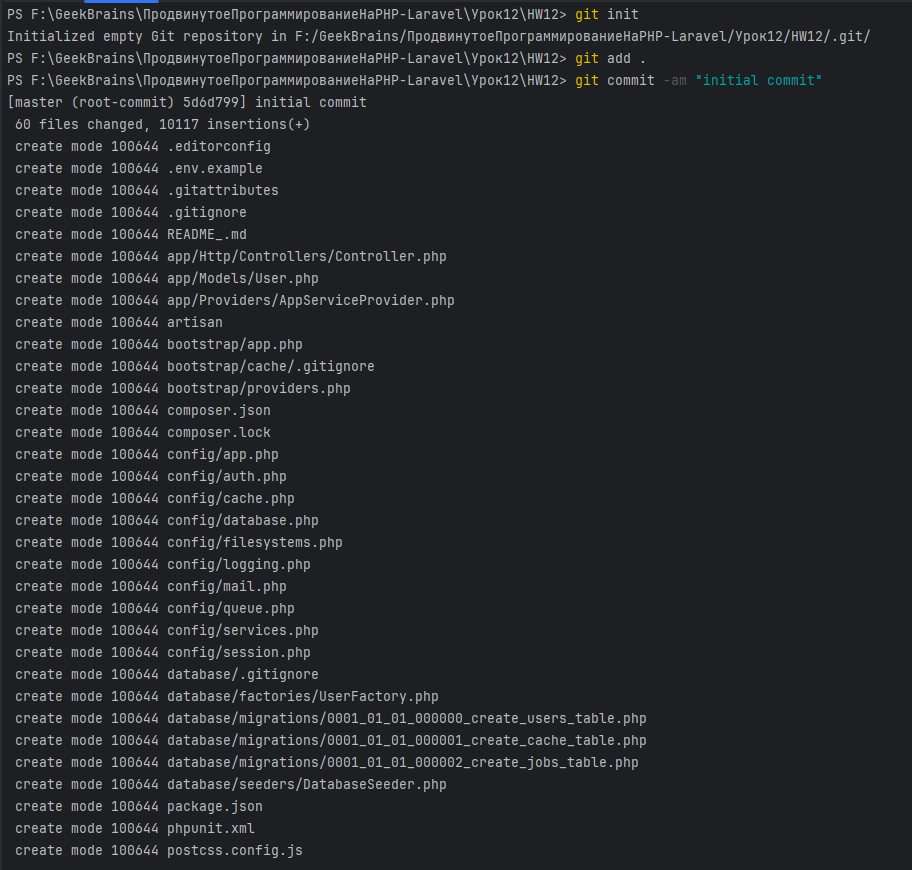 PS F:\GeekBrains\ПродвинутоеПрограммированиеНаPHP-Laravel\Урок12\HW12> git init
Initialized empty Git repository in F:/GeekBrains/ПродвинутоеПрограммированиеНаPHP-Laravel/Урок12/HW12/.git/
PS F:\GeekBrains\ПродвинутоеПрограммированиеНаPHP-Laravel\Урок12\HW12> git add .
PS F:\GeekBrains\ПродвинутоеПрограммированиеНаPHP-Laravel\Урок12\HW12> git commit -am "initial commit"
[master (root-commit) 5d6d799] initial commit
 60 files changed, 10117 insertions(+)
 create mode 100644 .editorconfig
 create mode 100644 .env.example
 create mode 100644 .gitattributes
 create mode 100644 .gitignore
 create mode 100644 README_.md
 create mode 100644 app/Http/Controllers/Controller.php
 create mode 100644 app/Models/User.php
 create mode 100644 app/Providers/AppServiceProvider.php
 create mode 100644 artisan
 create mode 100644 bootstrap/app.php
 create mode 100644 bootstrap/cache/.gitignore
 create mode 100644 bootstrap/providers.php
 create mode 100644 composer.json
 create mode 100644 composer.lock
 create mode 100644 config/app.php
 create mode 100644 config/auth.php
 create mode 100644 config/cache.php
 create mode 100644 config/database.php
 create mode 100644 config/filesystems.php
 create mode 100644 config/logging.php
 create mode 100644 config/mail.php
 create mode 100644 config/queue.php
 create mode 100644 config/services.php
 create mode 100644 config/session.php
 create mode 100644 database/.gitignore
 create mode 100644 database/factories/UserFactory.php
 create mode 100644 database/migrations/0001_01_01_000000_create_users_table.php
 create mode 100644 database/migrations/0001_01_01_000001_create_cache_table.php
 create mode 100644 database/migrations/0001_01_01_000002_create_jobs_table.php
 create mode 100644 database/seeders/DatabaseSeeder.php
 create mode 100644 package.json
 create mode 100644 phpunit.xml
 create mode 100644 postcss.config.js